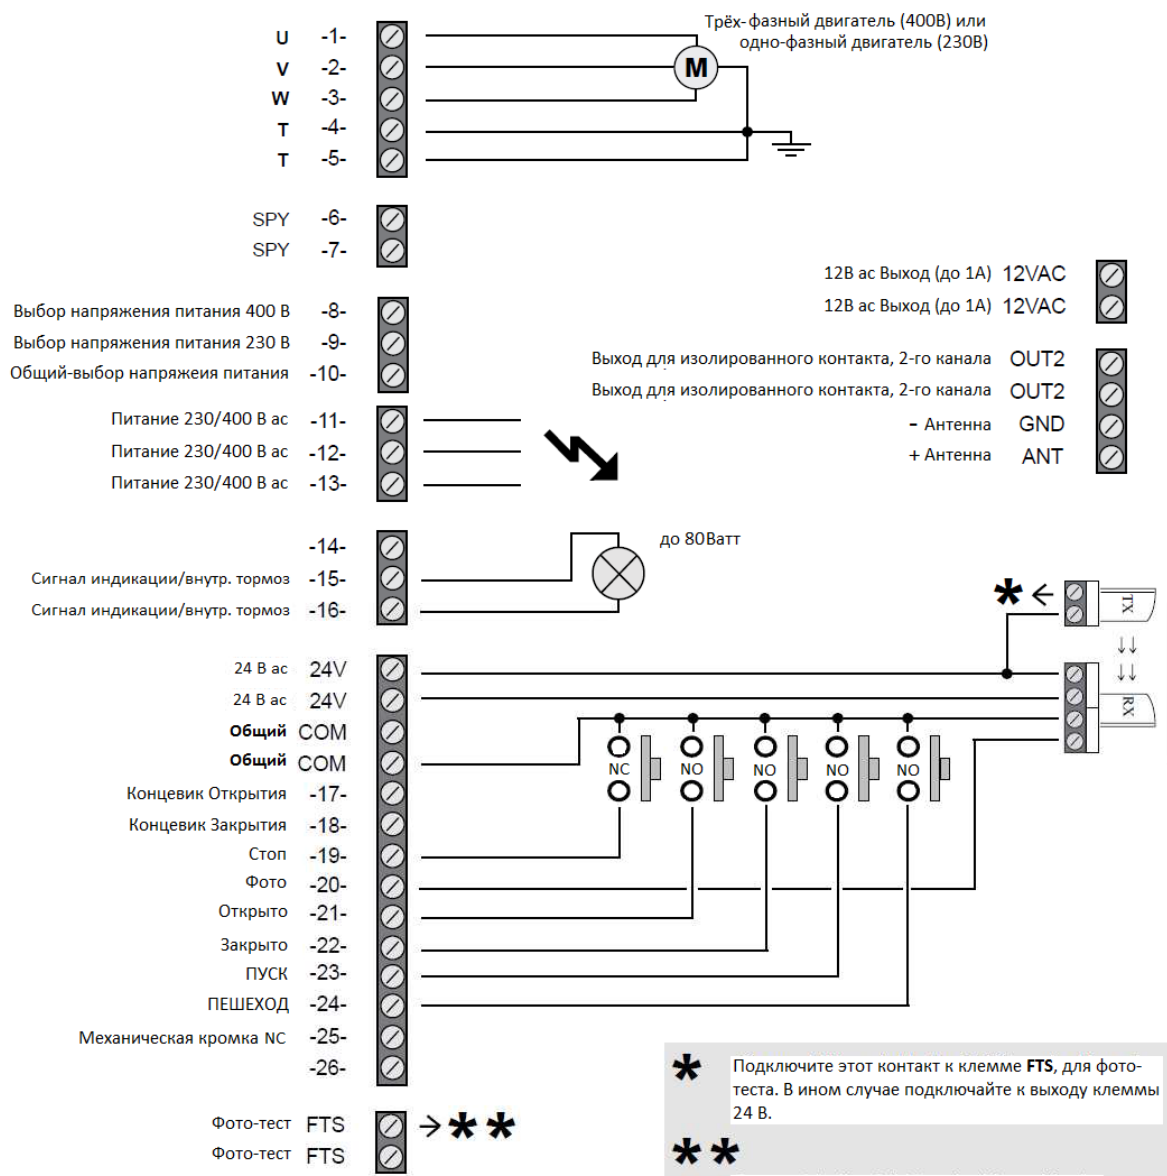 Трёх-фазный двигатель (400В) или
одно-фазный двигатель (230В)
U -1-
V -2-
W -3-
T -4-
T -5-
M
SPY -6-
SPY -7-
12В ас Выход (до 1А) 12VAC
12В ас Выход (до 1А) 12VAC
Выбор напряжения питания 400 В -8-
Выбор напряжения питания 230 В -9-
Общий-выбор напряжеия питания -10-
Выход для изолированного контакта, 2-го канала OUT2
Выход для изолированного контакта, 2-го канала OUT2
- Антенна GND
+ Антенна ANT
Питание 230/400 В ас -11-
Питание 230/400 В ас -12-
Питание 230/400 В ас -13-
-14-
Сигнал индикации/внутр. тормоз -15-
Сигнал индикации/внутр. тормоз -16-
до 80Ватт
* TX
RX
24 В ас 24V
24 В ас 24V
Общий COM
Общий COM
NC NO NO NO NO
Концевик Открытия -17-
Концевик Закрытия -18-
Стоп -19-
Фото -20-
Открыто -21-
Закрыто -22-
ПУСК -23-
ПЕШЕХОД -24-
Механическая кромка NC -25-
-26-
Фото-тест FTS * *
Фото-тест FTS
* Подключите этот контакт к клемме FTS, для фото-
теста. В ином случае подключайте к выходу клеммы
24 В.
* *